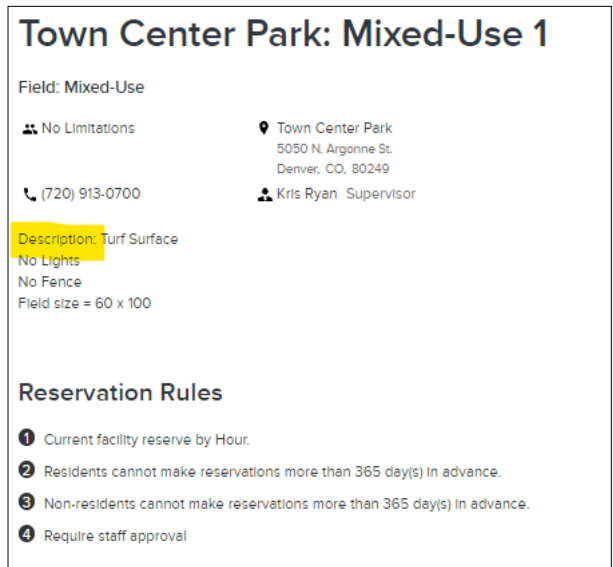 Town Center Park: Mixed-Use 1
Field: Mixed-Use
No Limitations
Town Center Park
5050 N. Argonne St.
Denver, CO, 80249
(720) 913-0700
Kris Ryan Supervisor
Description: Turf Surface
No Lights
No Fence
Field size = 60 x 100
Reservation Rules
1 Current facility reserve by Hour.
2 Residents cannot make reservations more than 365 day(s) in advance.
3 Non-residents cannot make reservations more than 365 day(s) in advance.
4 Require staff approval